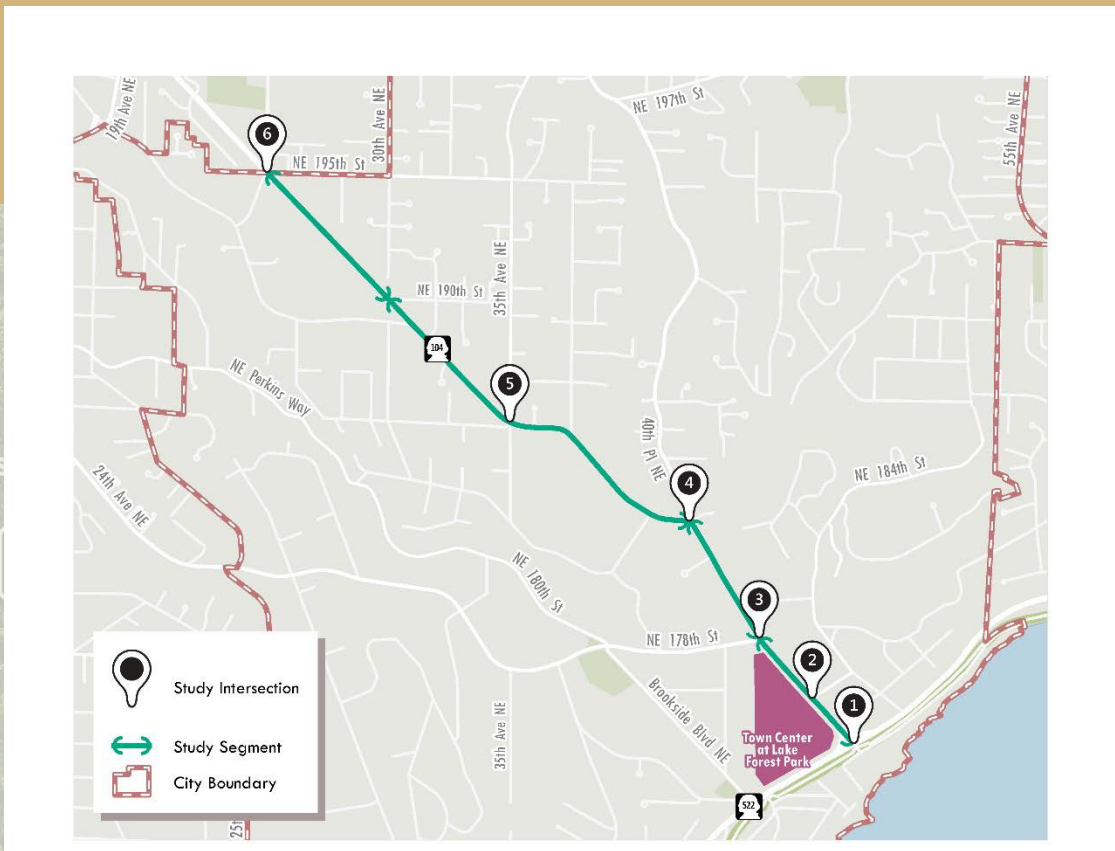 NE 197th St
19th Ave NE
30th Ave NE
55th Ave NE
6
NE 195th St
35th Ave NE
NE 190th St
104
5
NE Perkins Way
40th Pl NE
4
NE 184th St
24th Ave NE
NE 180th St
3
NE 178th St
2
1
Brookside Blvd NE
35th Ave NE
Town Center
at Lake
Forest Park
522
Study Intersection
Study Segment
City Boundary
25th